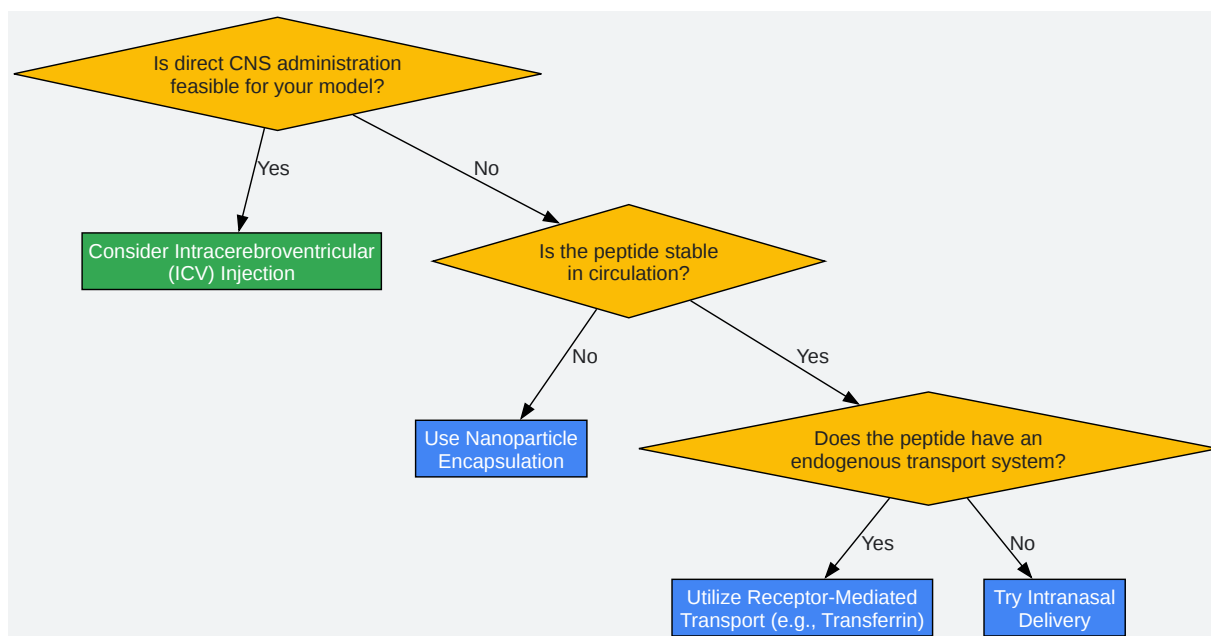 Is direct CNS administration
feasible for your model?
Yes
No
Consider Intracerebroventricular
(ICV) Injection
Is the peptide stable
in circulation?
No
Yes
Use Nanoparticle
Encapsulation
Does the peptide have an
endogenous transport system?
Yes
No
Utilize Receptor-Mediated
Transport (e.g., Transferrin)
Try Intranasal
Delivery